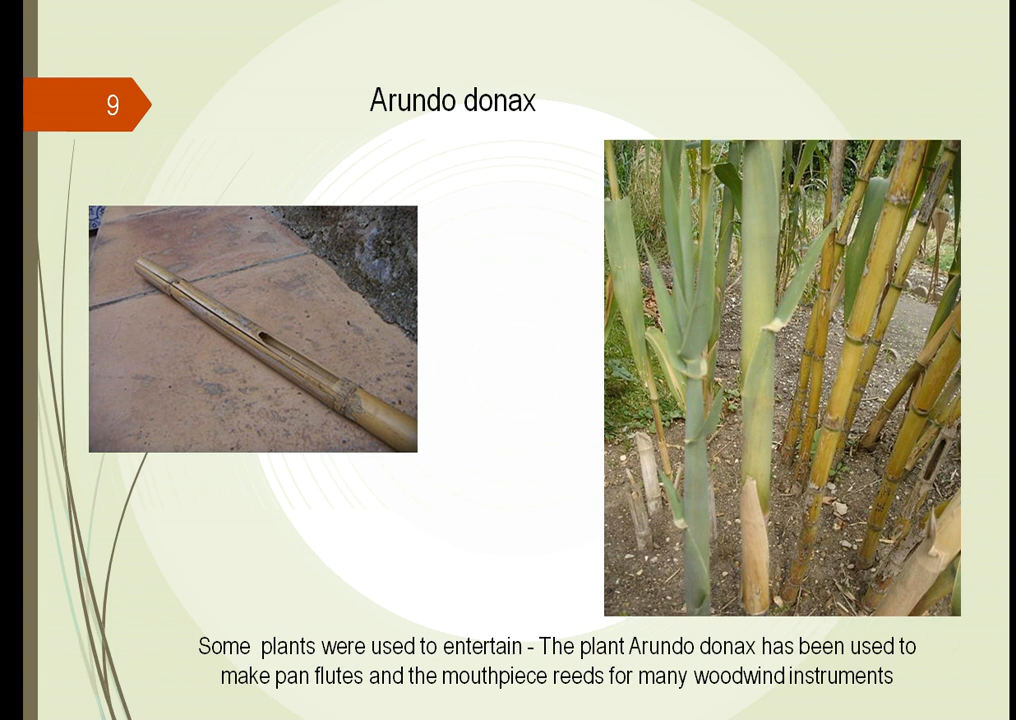 9
Arundo donax
Some plants were used to entertain - The plant Arundo donax has been used to
make pan flutes and the mouthpiece reeds for many woodwind instruments